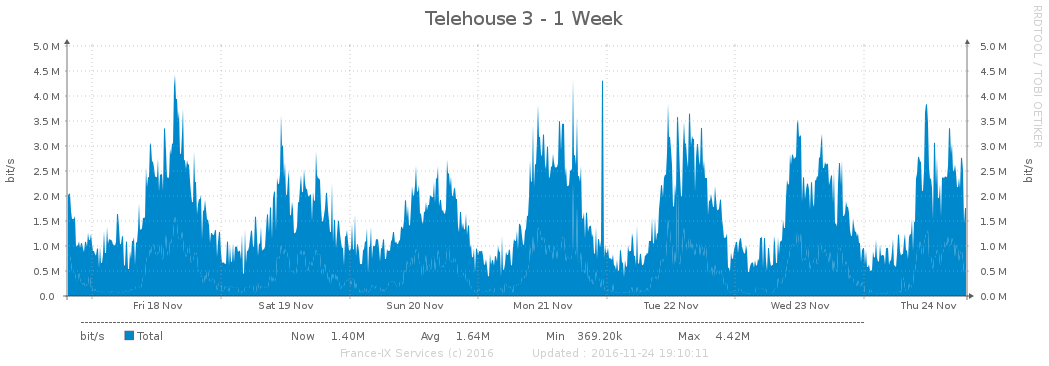 Telehouse 3 - 1 Week
RRDTOOL / TOBI OETIKER
bit/s
bit/s
5.0 M 5.0 M
4.5 M 4.5 M
4.0 M 4.0 M
3.5 M 3.5 M
3.0 M 3.0 M
2.5 M 2.5 M
2.0 M 2.0 M
1.5 M 1.5 M
1.0 M 1.0 M
0.5 M 0.5 M
0.0 0.0 M
Fri 18 Nov Sat 19 Nov Sun 20 Nov Mon 21 Nov Tue 22 Nov Wed 23 Nov Thu 24 Nov
bit/s Total Now 1.40M Avg 1.64M Min 369.20k Max 4.42M
France-IX Services (c) 2016 Updated : 2016-11-24 19:10:11